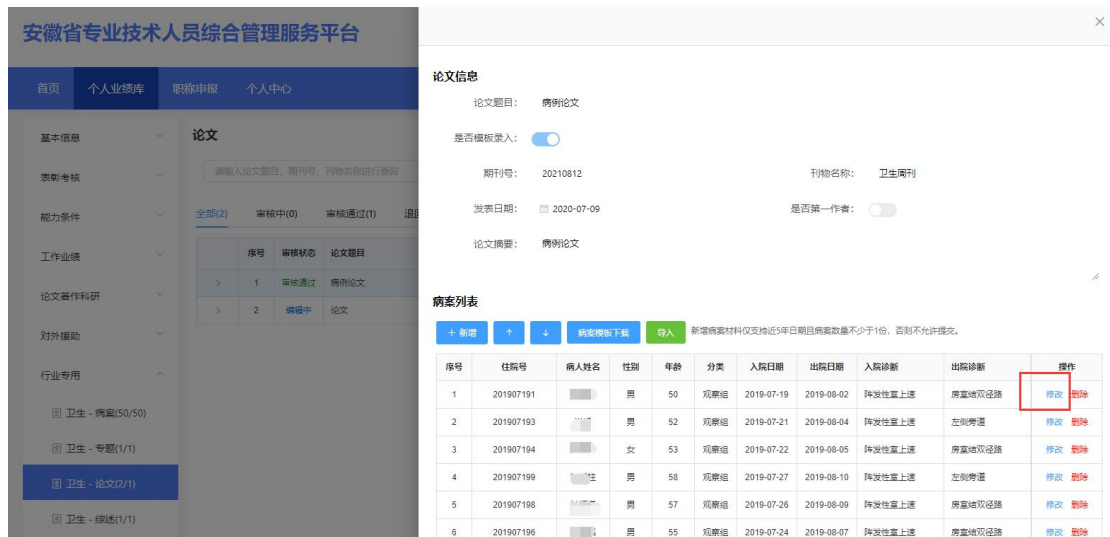 安徽省专业技术人员综合管理服务平台
首页 个人业绩库 职称申报 个人中心
基本信息
表彰考核
能力条件
工作业绩
论文著作科研
对外援助
行业专用
卫生 - 病案(50/50)
卫生 - 专题(1/1)
卫生 - 论文(2/1)
卫生 - 综述(1/1)
论文
请输入论文题目、期刊号、刊物名称进行查询
全部(2) 审核中(0) 审核通过(1) 退回
序号 审核状态 论文题目
1 审核通过 病例论文
2 编辑中 论文
论文信息
论文题目: 病例论文
是否模板录入:
期刊号: 20210812 刊物名称: 卫生周刊
发表日期: 2020-07-09 是否第一作者:
论文摘要: 病例论文
病案列表
+ 新增 ↑ ↓ 病案模板下载 导入 新增病案材料仅支持近5年日期且病案数量不少于1份，否则不允许提交。
序号 住院号 病人姓名 性别 年龄 分类 入院日期 出院日期 入院诊断 出院诊断 操作
1 201907191 男 50 观察组 2019-07-19 2019-08-02 阵发性室上速 房室结双径路 修改 删除
2 201907193 男 52 观察组 2019-07-21 2019-08-04 阵发性室上速 左侧旁道 修改 删除
3 201907194 女 53 观察组 2019-07-22 2019-08-05 阵发性室上速 房室结双径路 修改 删除
4 201907199 男 58 观察组 2019-07-27 2019-08-10 阵发性室上速 左侧旁道 修改 删除
5 201907198 男 57 观察组 2019-07-26 2019-08-09 阵发性室上速 房室结双径路 修改 删除
6 201907196 男 55 观察组 2019-07-24 2019-08-07 阵发性室上速 房室结双径路 修改 删除